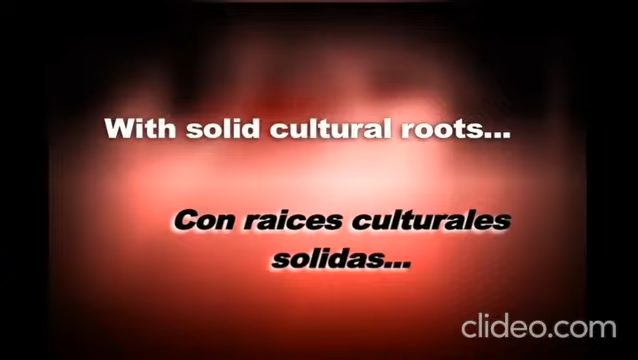 With solid cultural roots...
Con raices culturales
solidas...
clideo.com